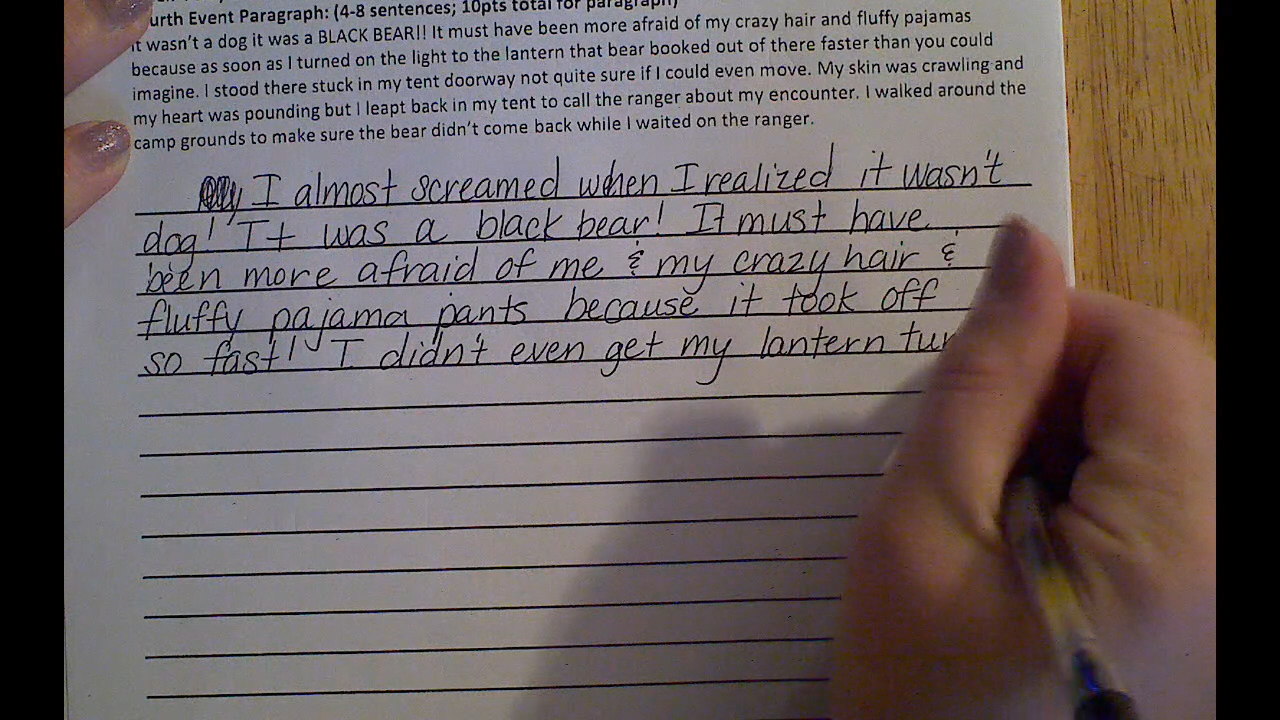 urth Event Paragraph: (4-8 sentences; 10pts total for paragraph)
It wasn't a dog it was a BLACK BEAR!! It must have been more afraid of my crazy hair and fluffy pajamas
because as soon as I turned on the light to the lantern that bear booked out of there faster than you could
imagine. I stood there stuck in my tent doorway not quite sure if I could even move. My skin was crawling and
my heart was pounding but I leapt back in my tent to call the ranger about my encounter. I walked around the
camp grounds to make sure the bear didn't come back while I waited on the ranger.
I almost screamed when I realized it wasn't
dog! It was a black bear! It must have
been more afraid of me & my crazy hair &
fluffy pajama pants because it took off
so fast! I didn't even get my lantern tur